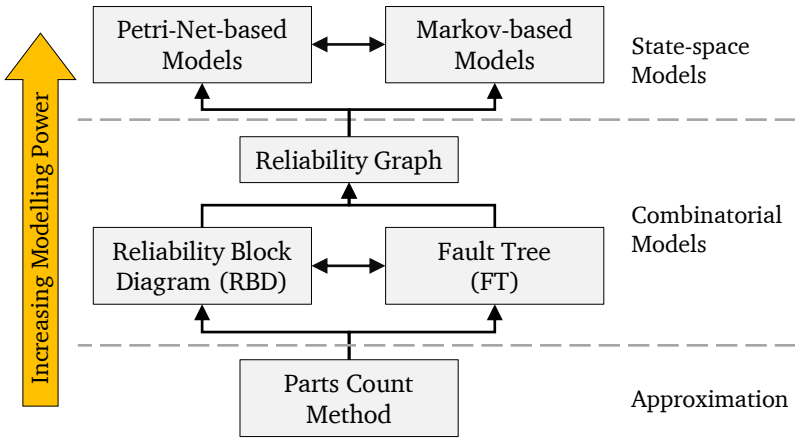 Petri-Net-based
Models
Markov-based
Models
State-space
Models
Reliability Graph
Increasing Modelling Power
Reliability Block
Diagram (RBD)
Fault Tree
(FT)
Combinatorial
Models
Parts Count
Method
Approximation